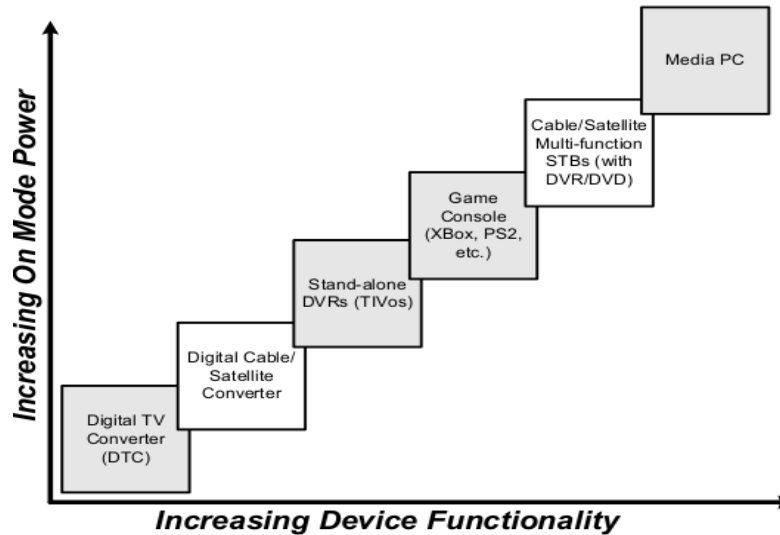 Increasing On Mode Power
Media PC
Cable/Satellite
Multi-function
STBs (with
DVR/DVD)
Game
Console
(XBox, PS2,
etc.)
Stand-alone
DVRs (TIVos)
Digital Cable/
Satellite
Converter
Digital TV
Converter
(DTC)
Increasing Device Functionality